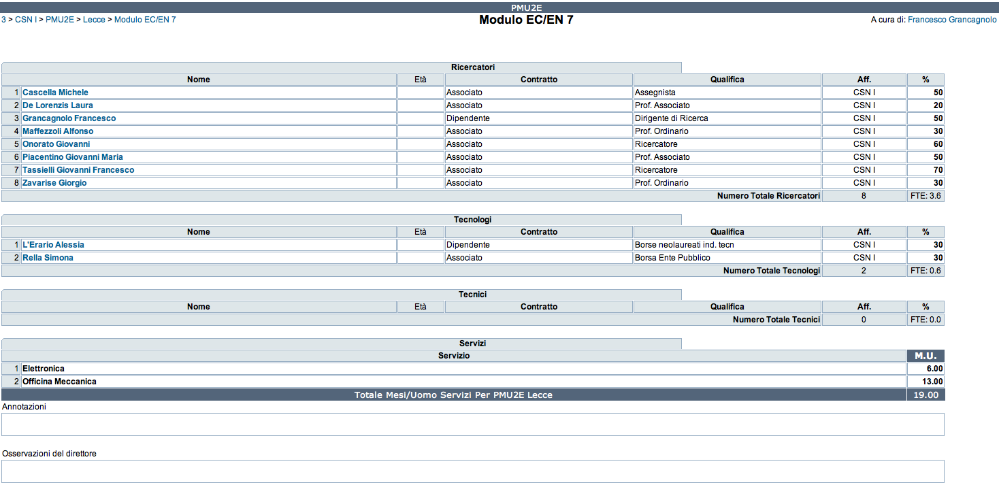 PMU2E
3 > CSN I > PMU2E > Lecce > Modulo EC/EN 7
Modulo EC/EN 7
A cura di: Francesco Grancagnolo
Ricercatori
Nome Età Contratto Qualifica Aff. %
1 Cascella Michele Associato Assegnista CSN I 50
2 De Lorenzis Laura Associato Prof. Associato CSN I 20
3 Grancagnolo Francesco Dipendente Dirigente di Ricerca CSN I 50
4 Maffezzoli Alfonso Associato Prof. Ordinario CSN I 30
5 Onorato Giovanni Associato Ricercatore CSN I 60
6 Piacentino Giovanni Maria Associato Prof. Associato CSN I 50
7 Tassielli Giovanni Francesco Associato Ricercatore CSN I 70
8 Zavarise Giorgio Associato Prof. Ordinario CSN I 30
Numero Totale Ricercatori 8 FTE: 3.6
Tecnologi
Nome Età Contratto Qualifica Aff. %
1 L'Erario Alessia Dipendente Borse neolaureati ind. tecn CSN I 30
2 Rella Simona Associato Borsa Ente Pubblico CSN I 30
Numero Totale Tecnologi 2 FTE: 0.6
Tecnici
Nome Età Contratto Qualifica Aff. %
Numero Totale Tecnici 0 FTE: 0.0
Servizi
Servizio M.U.
1 Elettronica 6.00
2 Officina Meccanica 13.00
Totale Mesi/Uomo Servizi Per PMU2E Lecce 19.00
Annotazioni
Osservazioni del direttore